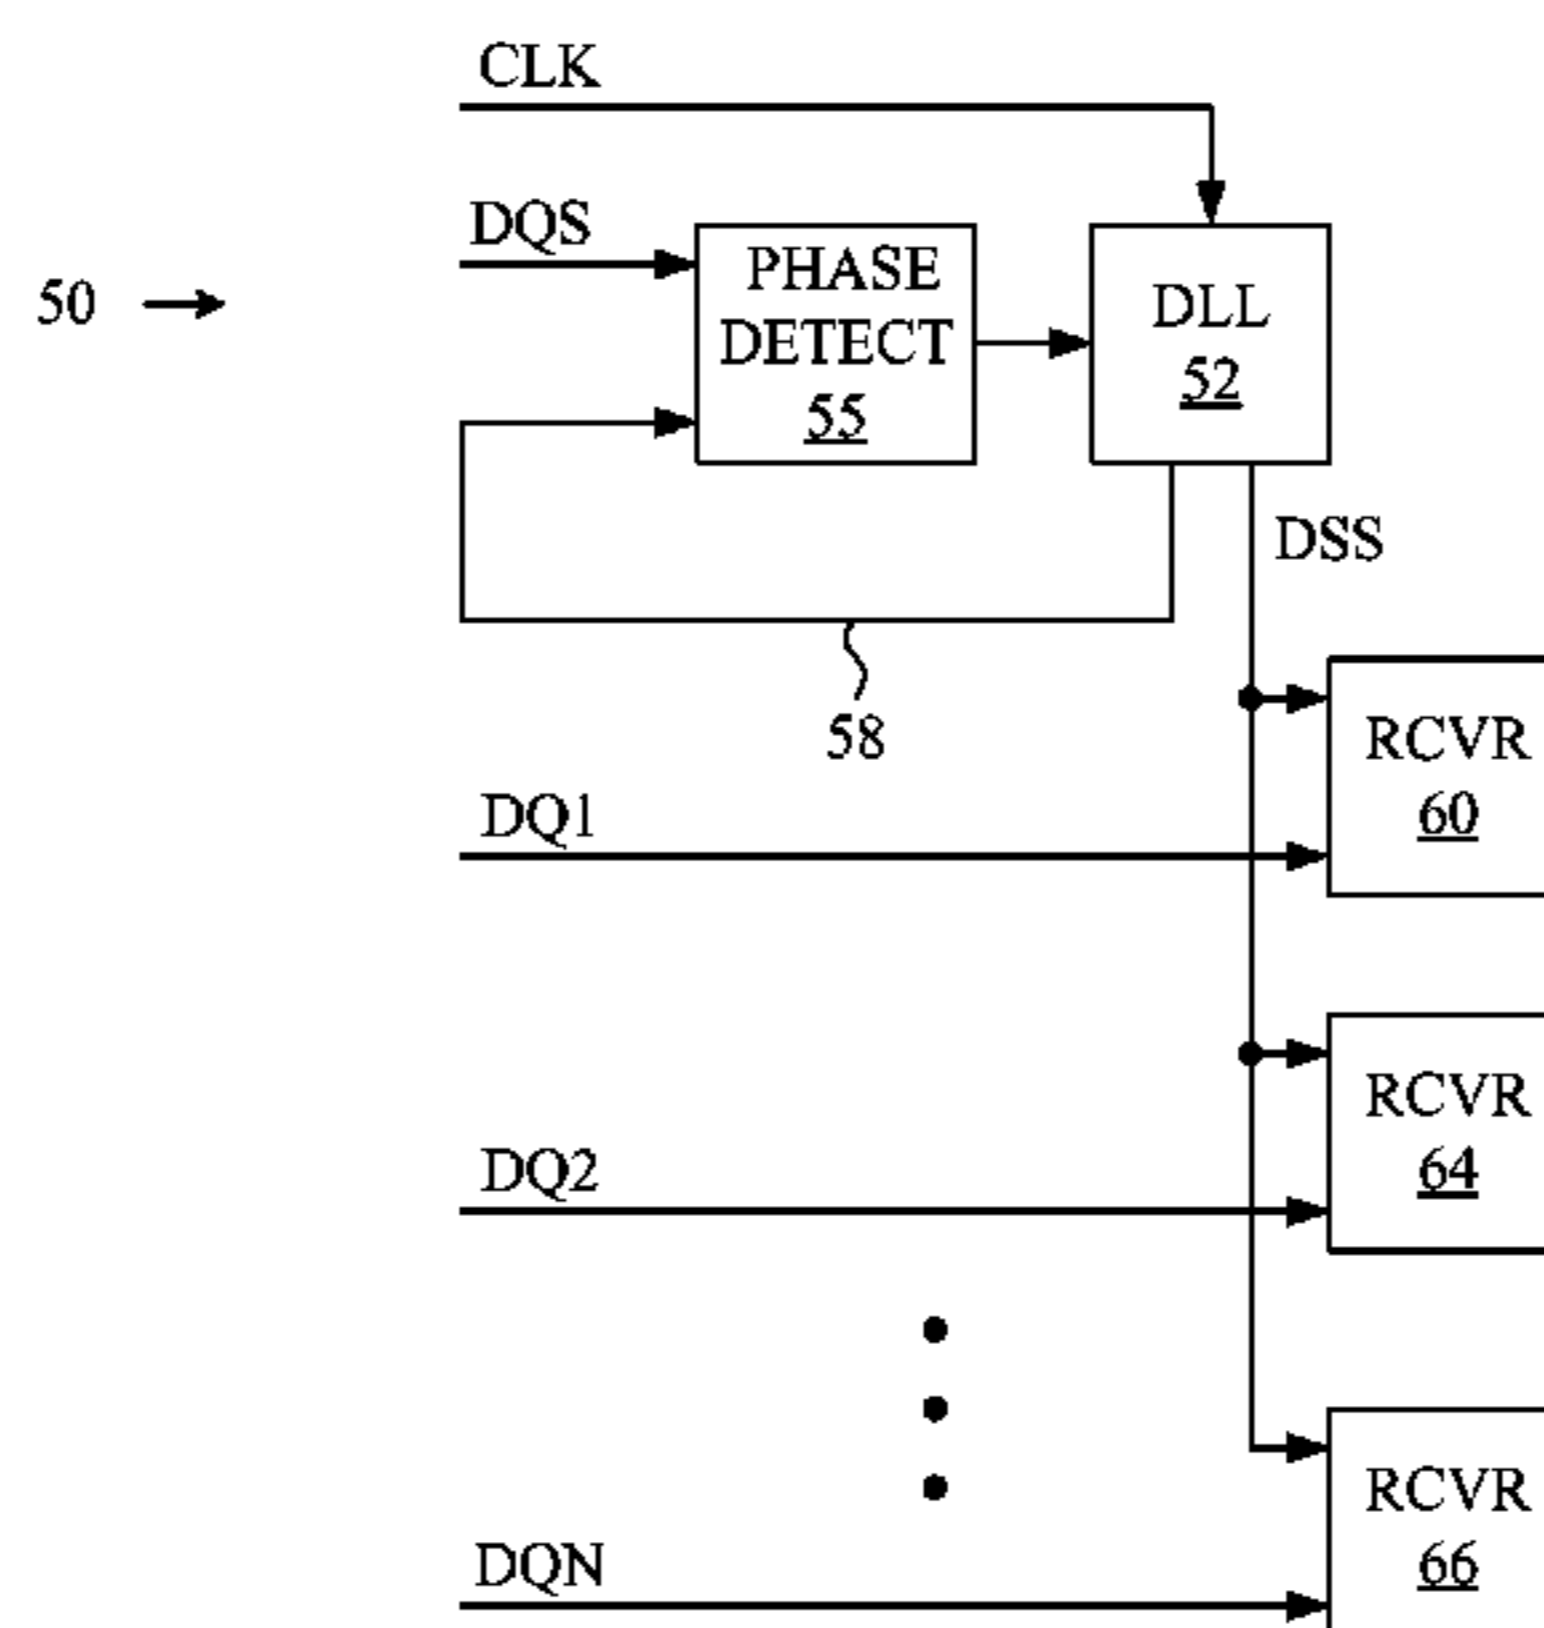 CLK
DQS
50
PHASE
DETECT
55
DLL
52
DSS
58
RCVR
60
DQ1
RCVR
64
DQ2
RCVR
66
DQN